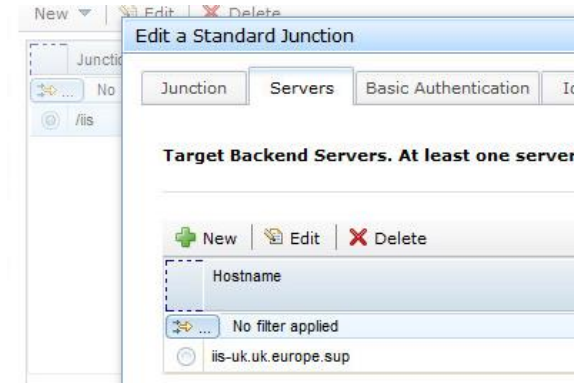 New Edit Delete
Edit a Standard Junction
Junction Servers Basic Authentication
... No
/iis
Target Backend Servers. At least one server
New Edit Delete
Hostname
... No filter applied
iis-uk.uk.europe.sup